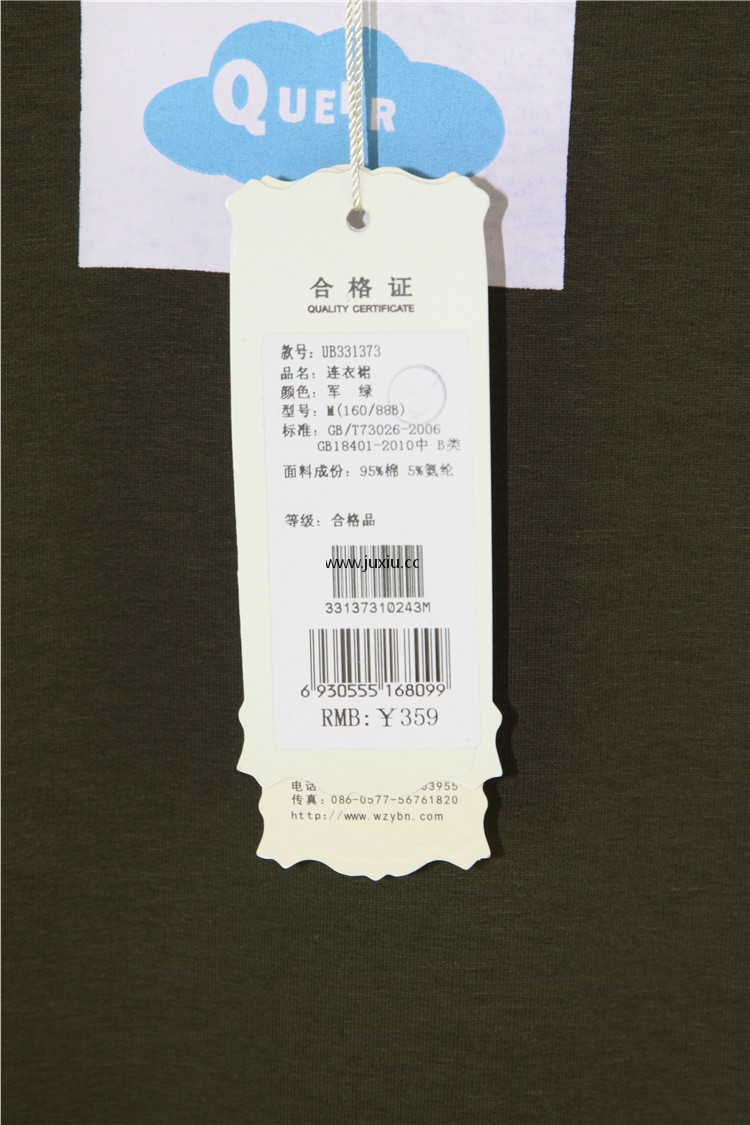 QUEER
合格证
QUALITY CERTIFICATE
款号：UB331373
品名：连衣裙
颜色：军 绿
型号：M(160/88B)
标准：GB/T73026-2006
GB18401-2010中 B类
面料成份：95%棉 5%氨纶
等级：合格品
www.juxiu.cc
33137310243M
6 930555 168099
RMB:￥359
电话
03955
传真：086-0577-56761820
http://www.wzybn.com